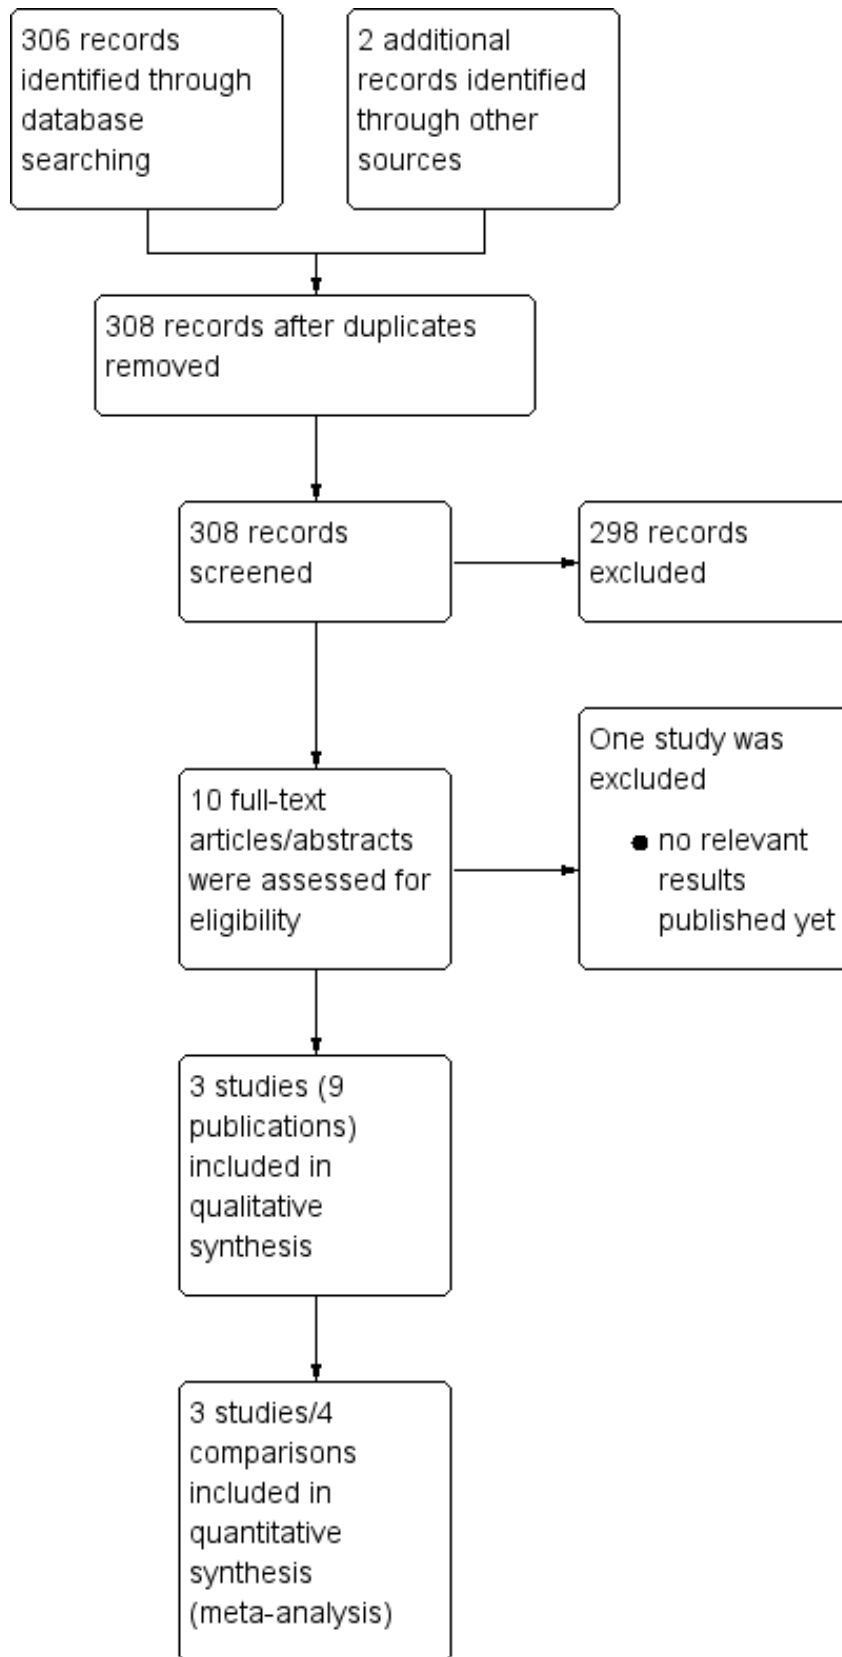 306 records
identified through
database
searching
2 additional
records identified
through other
sources
308 records after duplicates
removed
308 records
screened
298 records
excluded
10 full-text
articles/abstracts
were assessed for
eligibility
One study was
excluded
● no relevant
results
published yet
3 studies (9
publications)
included in
qualitative
synthesis
3 studies/4
comparisons
included in
quantitative
synthesis
(meta-analysis)